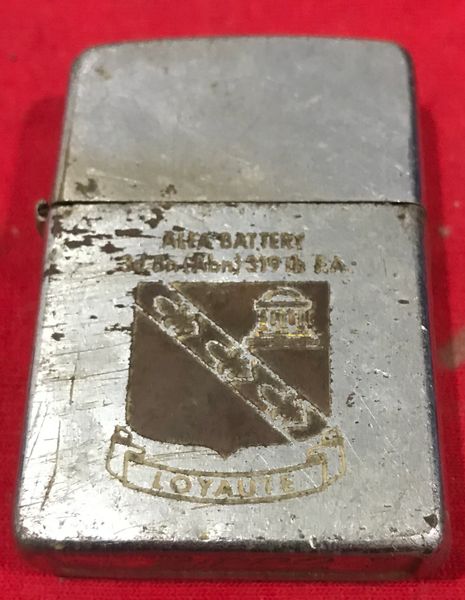 ALFA BATTERY
3d Bn (Abn) 319th F.A.
LOYAUTE